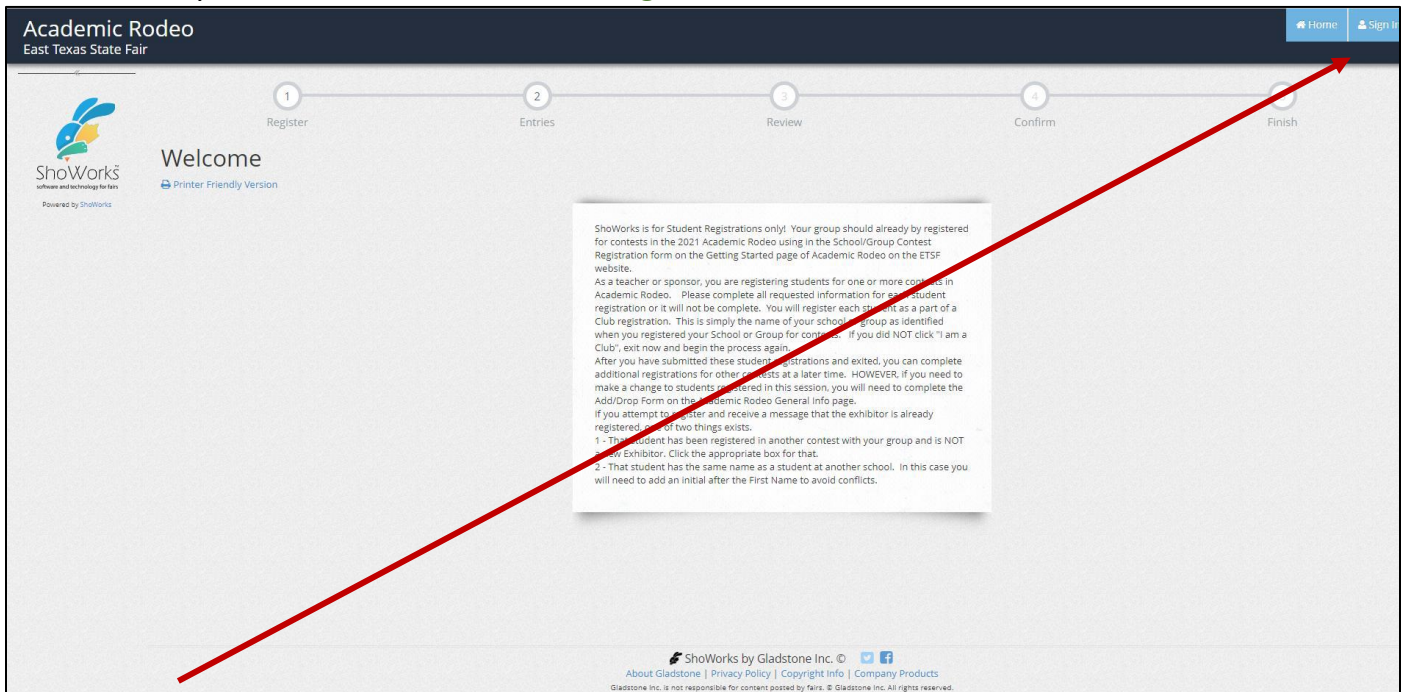 Academic Rodeo
East Texas State Fair
Home
Sign In
1
2
3
4
Register
Entries
Review
Confirm
Finish
ShoWorks
software and technology for fairs
Powered by ShoWorks
Welcome
Printer Friendly Version
ShoWorks is for Student Registrations only! Your group should already by registered
for contests in the 2021 Academic Rodeo using in the School/Group Contest
Registration form on the Getting Started page of Academic Rodeo on the ETSF
website.
As a teacher or sponsor, you are registering students for one or more contests in
Academic Rodeo. Please complete all requested information for each student
registration or it will not be complete. You will register each student as a part of a
Club registration. This is simply the name of your school or group as identified
when you registered your School or Group for contests. If you did NOT click "I am a
Club", exit now and begin the process again.
After you have submitted these student registrations and exited, you can complete
additional registrations for other contests at a later time. HOWEVER, if you need to
make a change to students registered in this session, you will need to complete the
Add/Drop Form on the Academic Rodeo General Info page.
If you attempt to register and receive a message that the exhibitor is already
registered, one of two things exists.
1 - That student has been registered in another contest with your group and is NOT
a new Exhibitor. Click the appropriate box for that.
2 - That student has the same name as a student at another school. In this case you
will need to add an initial after the First Name to avoid conflicts.
ShoWorks by Gladstone Inc. ©
About Gladstone | Privacy Policy | Copyright Info | Company Products
Gladstone Inc. is not responsible for content posted by fairs. © Gladstone Inc. All rights reserved.